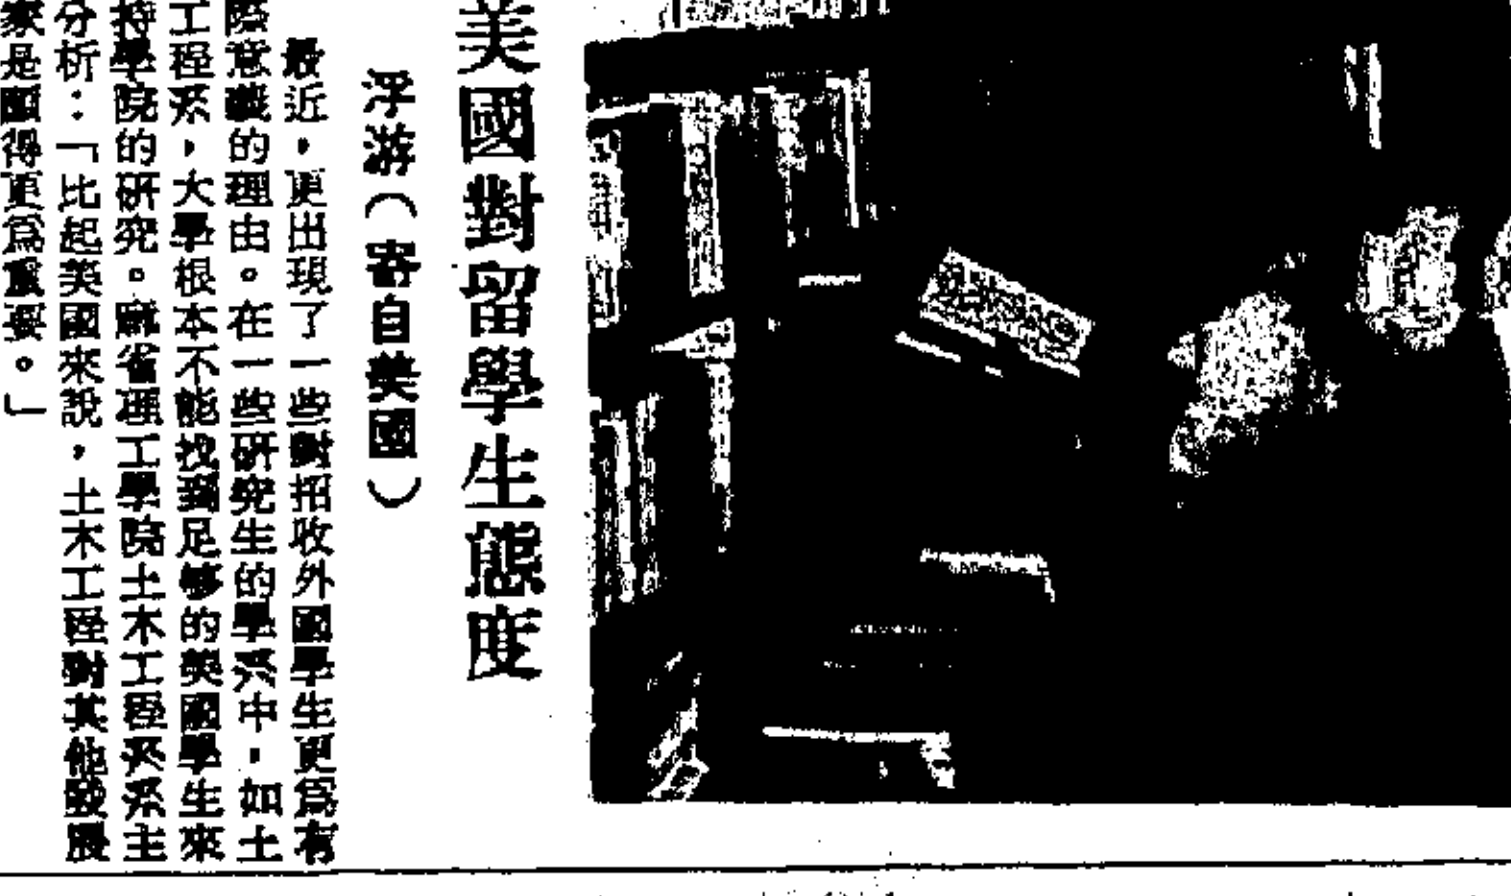 美國對留學生態度
浮游（寄自美國）
最近，更出現了一些對招收外國學生更爲有
際意義的理由。在一些研究生的學系中，如土
工程系，大學根本不能找到足够的美國學生來
持學院的研究。麻省理工學院土木工程系系主
分析：「比起美國來說，土木工程對其他發展
家是顯得更爲重要。」